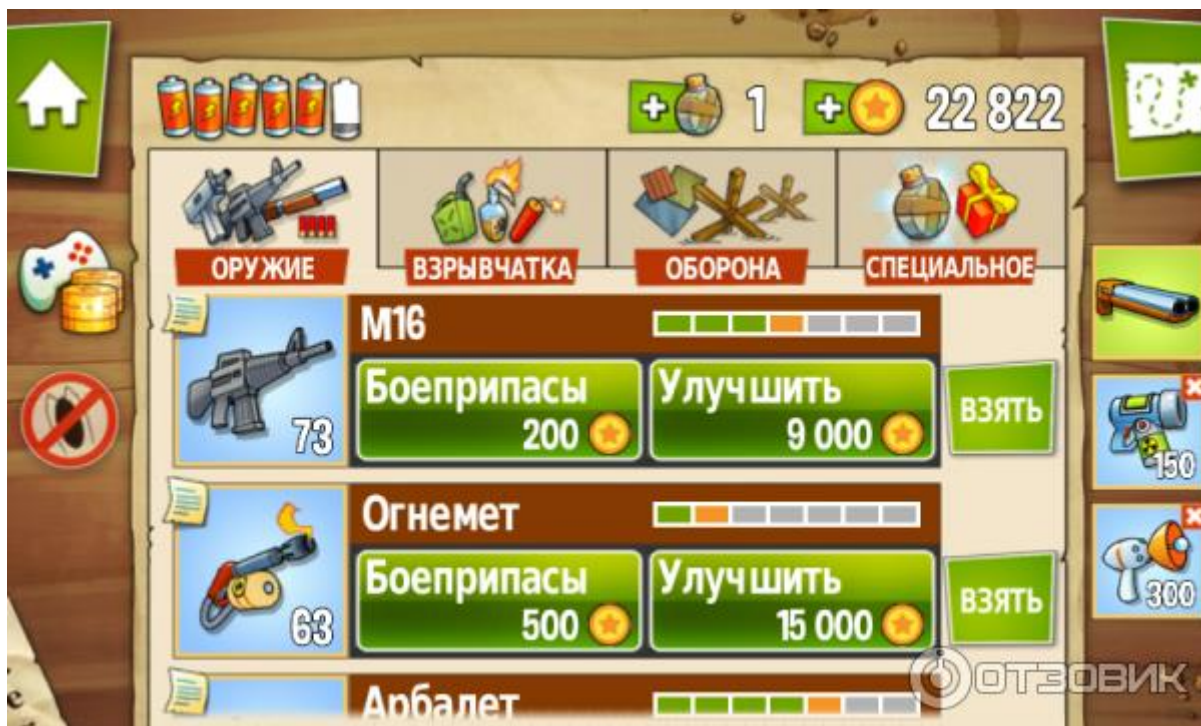 1
22 822
ОРУЖИЕ
ВЗРЫВЧАТКА
ОБОРОНА
СПЕЦИАЛЬНОЕ
М16
73
Боеприпасы
200
Улучшить
9 000
ВЗЯТЬ
150
Огнемет
63
Боеприпасы
500
Улучшить
15 000
ВЗЯТЬ
300
Арбалет
ОТЗОВИК